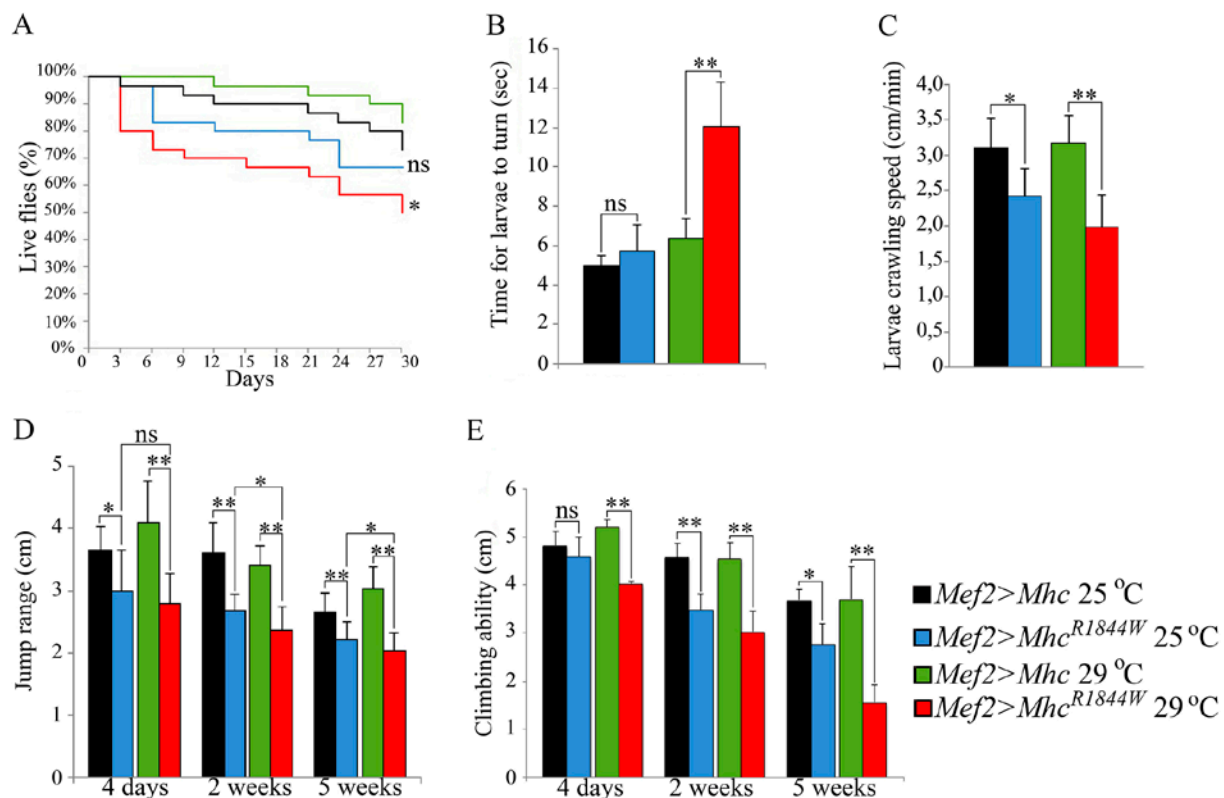 A
100%
90%
80%
70%
60%
50%
40%
30%
20%
10%
0%
Live flies (%)
ns
*
0 3 6 9 12 15 18 21 24 27 30
Days
B
Time for larvae to turn (sec)
16
14
12
10
8
6
4
2
0
ns
**
C
Larvae crawling speed (cm/min)
4,0
3,5
3,0
2,5
2,0
1,5
1,0
0,5
0
*
**
D
Jump range (cm)
5
4
3
2
1
0
ns
*
**
**
*
**
**
*
**
4 days 2 weeks 5 weeks
E
Climbing ability (cm)
6
5
4
3
2
1
0
ns
**
**
**
*
**
4 days 2 weeks 5 weeks
Mef2>Mhc 25 °C
Mef2>Mhc^R1844W 25 °C
Mef2>Mhc 29 °C
Mef2>Mhc^R1844W 29 °C